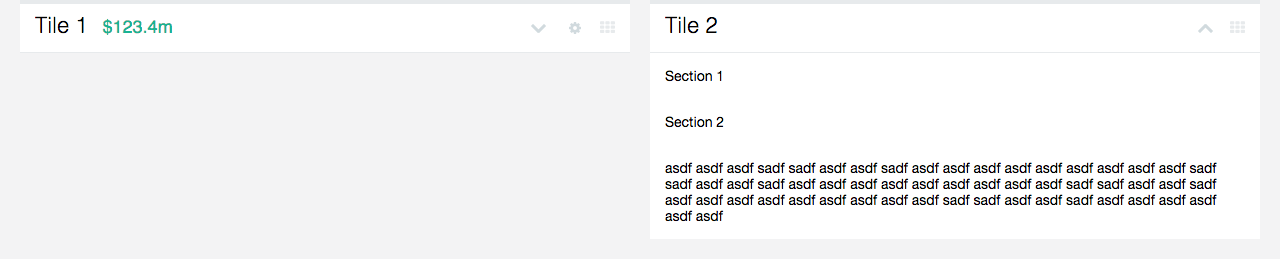 Tile 1 $123.4m
Tile 2
Section 1
Section 2
asdf asdf asdf sadf sadf asdf asdf sadf asdf asdf asdf asdf asdf asdf asdf asdf asdf sadf
sadf asdf asdf sadf asdf asdf asdf asdf asdf asdf asdf asdf asdf sadf sadf asdf asdf sadf
asdf asdf asdf asdf asdf asdf asdf asdf asdf sadf sadf asdf asdf sadf asdf asdf asdf asdf
asdf asdf